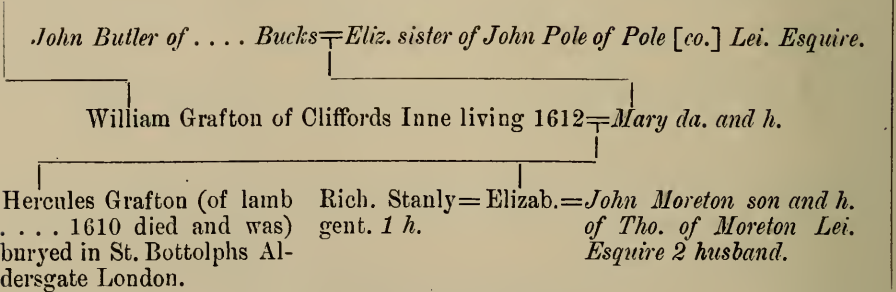 John Butler of . . . . Bucks=Eliz. sister of John Pole of Pole [co.] Lei. Esquire.
William Grafton of Cliffords Inne living 1612=Mary da. and h.
Hercules Grafton (of lamb
. . . . 1610 died and was)
buryed in St. Bottolphs Al-
dersgate London.
Rich. Stanly=
gent. 1 h.
Elizab.=
John Moreton son and h.
of Tho. of Moreton Lei.
Esquire 2 husband.